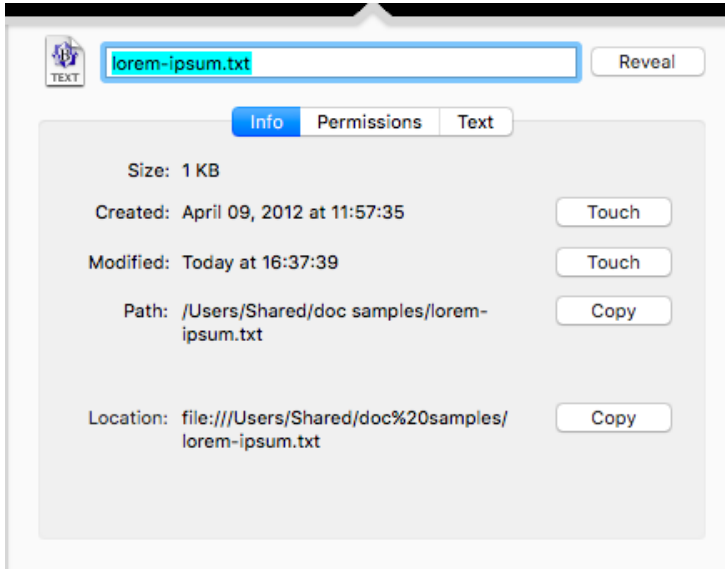 TEXT
lorem-ipsum.txt
Reveal
Info Permissions Text
Size: 1 KB
Created: April 09, 2012 at 11:57:35 Touch
Modified: Today at 16:37:39 Touch
Path: /Users/Shared/doc samples/lorem- Copy
ipsum.txt
Location: file:///Users/Shared/doc%20samples/ Copy
lorem-ipsum.txt